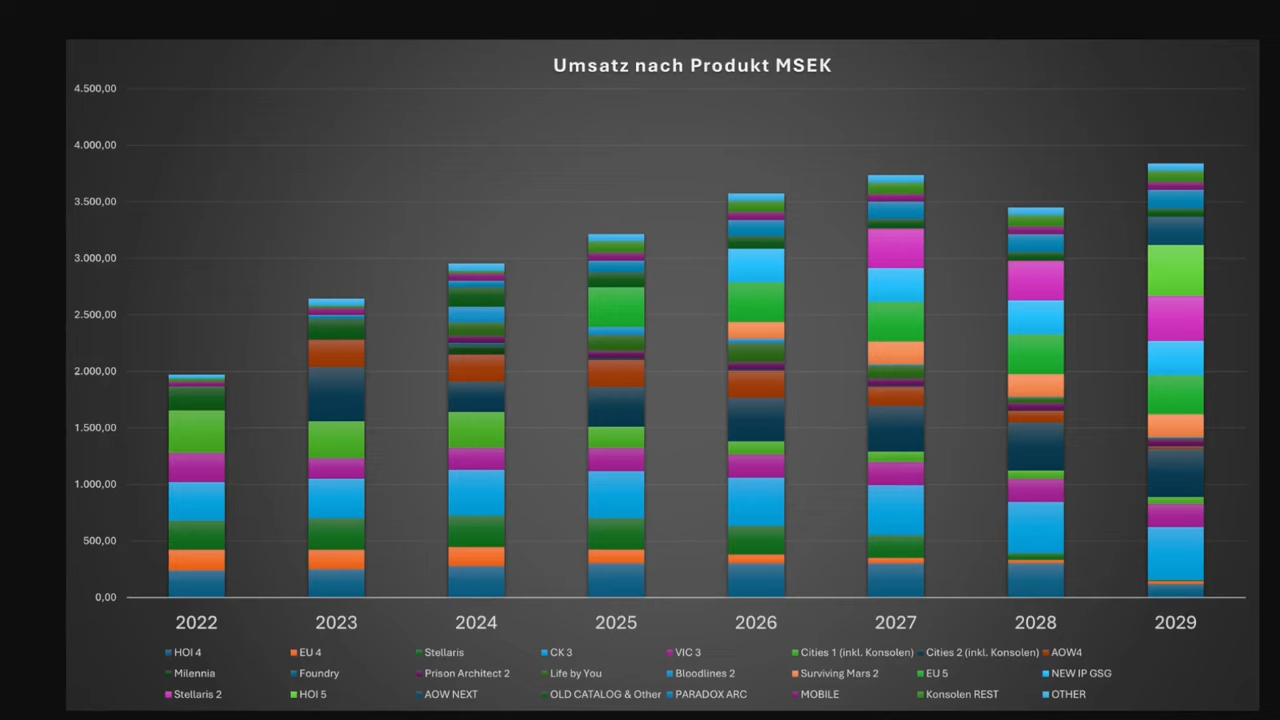 Umsatz nach Produkt MSEK
4.500,00
4.000,00
3.500,00
3.000,00
2.500,00
2.000,00
1.500,00
1.000,00
500,00
0,00
2022 2023 2024 2025 2026 2027 2028 2029
HOI 4 EU 4 Stellaris CK 3 VIC 3 Cities 1 (inkl. Konsolen) Cities 2 (inkl. Konsolen) AOW4
Milennia Foundry Prison Architect 2 Life by You Bloodlines 2 Surviving Mars 2 EU 5 NEW IP GSG
Stellaris 2 HOI 5 AOW NEXT OLD CATALOG & Other PARADOX ARC MOBILE Konsolen REST OTHER